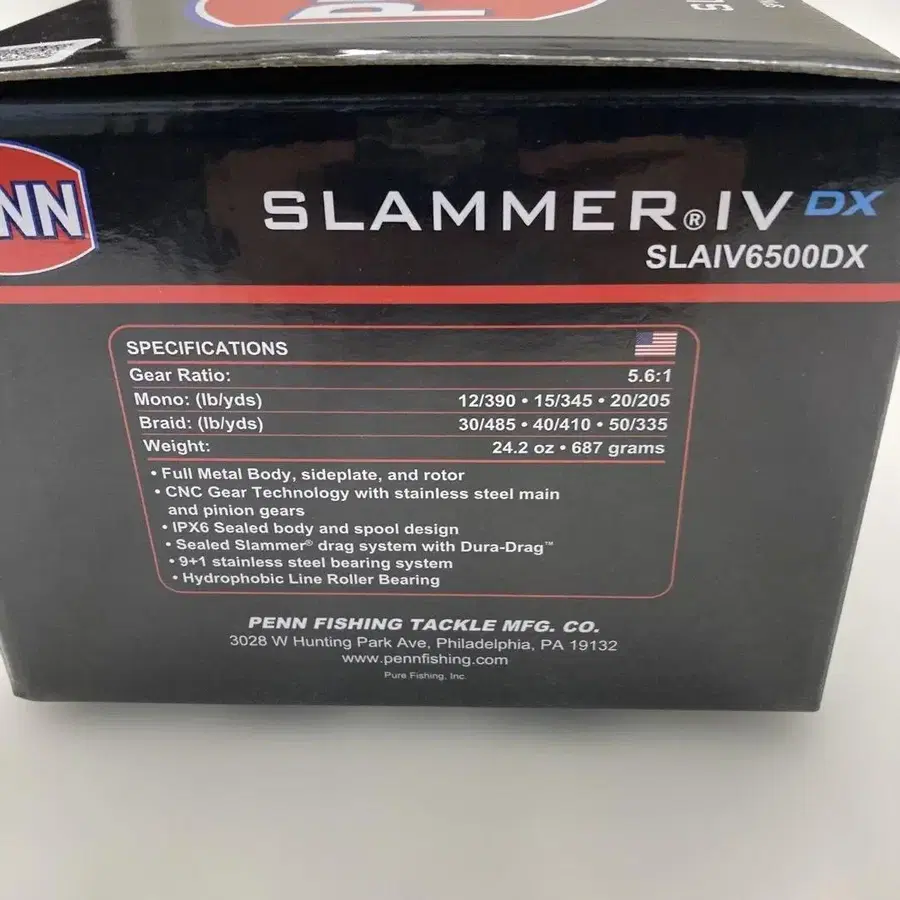 NN
SLAMMER® IV DX
SLAIV6500DX
SPECIFICATIONS
Gear Ratio: 5.6:1
Mono: (lb/yds) 12/390 • 15/345 • 20/205
Braid: (lb/yds) 30/485 • 40/410 • 50/335
Weight: 24.2 oz • 687 grams
• Full Metal Body, sideplate, and rotor
• CNC Gear Technology with stainless steel main
and pinion gears
• IPX6 Sealed body and spool design
• Sealed Slammer® drag system with Dura-Drag™
• 9+1 stainless steel bearing system
• Hydrophobic Line Roller Bearing
PENN FISHING TACKLE MFG. CO.
3028 W Hunting Park Ave, Philadelphia, PA 19132
www.pennfishing.com
Pure Fishing, Inc.